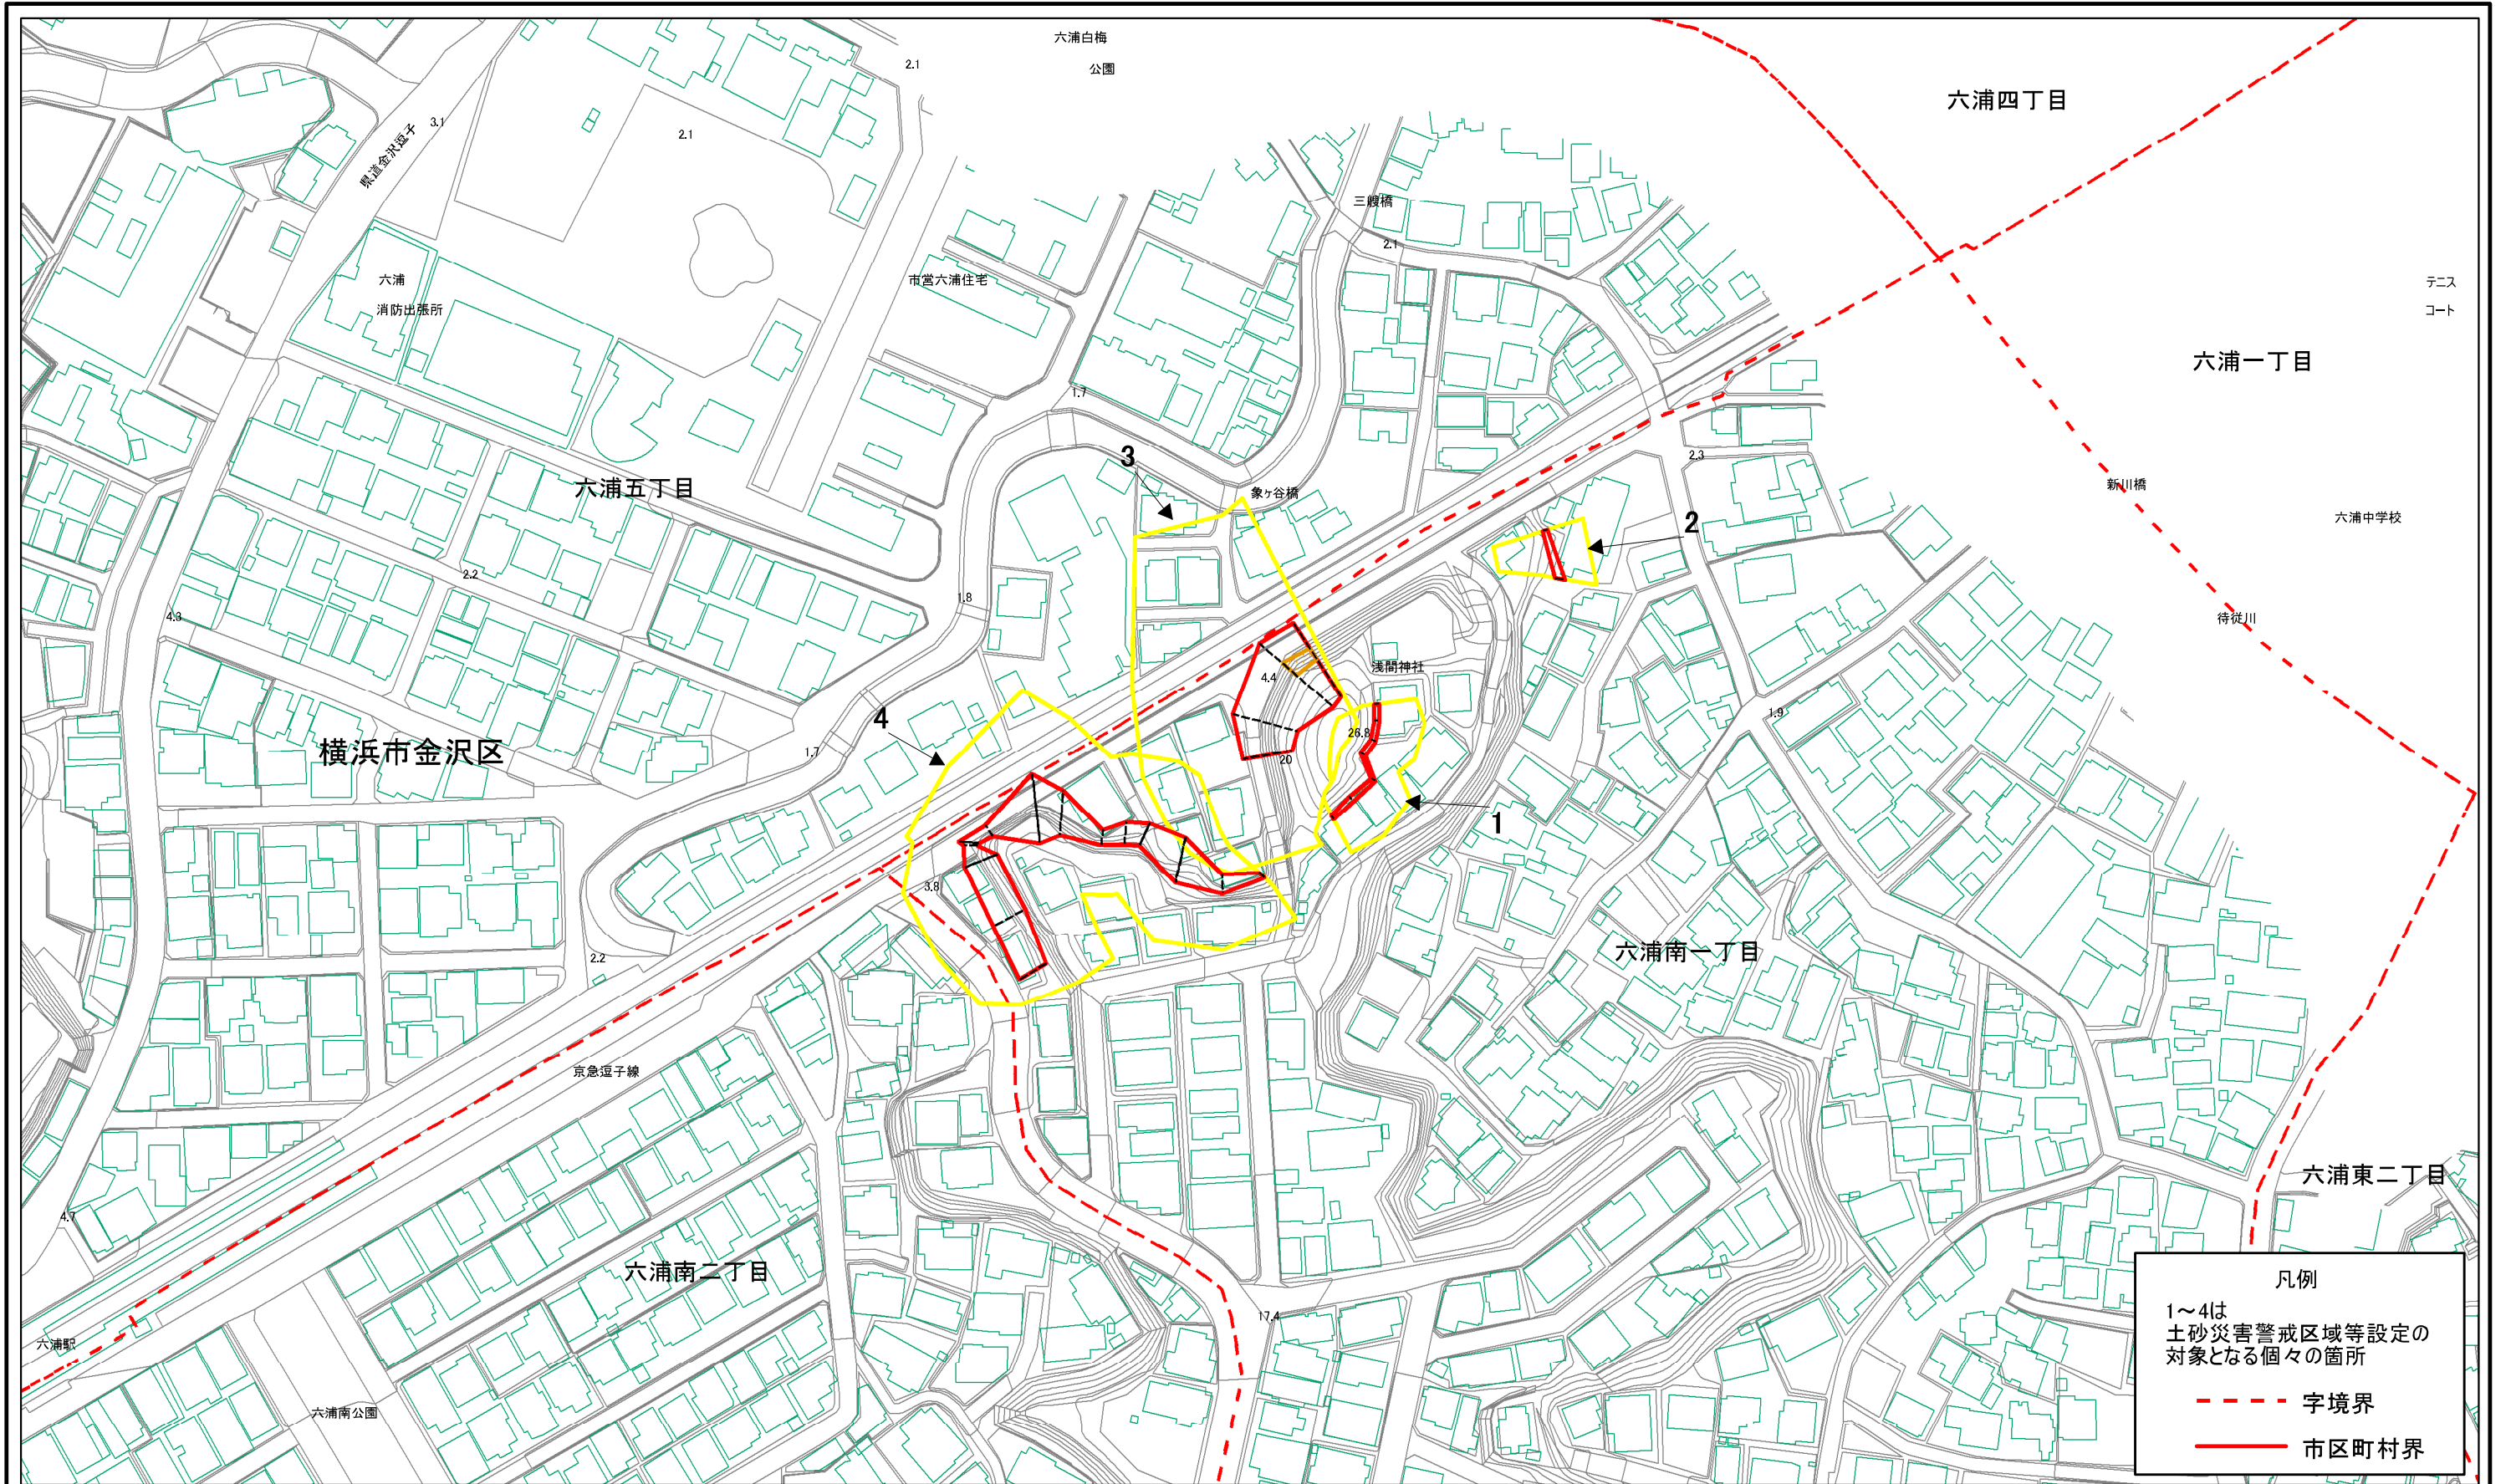 六浦白梅
公園
2.1
六浦四丁目
3.1
県道金沢逗子
2.1
三艘橋
2.1
六浦
消防出張所
市営六浦住宅
テニス
コート
六浦一丁目
1.7
3
2.3
六浦五丁目
象ヶ谷橋
新川橋
2
六浦中学校
2.2
1.8
4.3
待従川
浅間神社
4.4
4
1.9
26.8
横浜市金沢区
1.7
20
1
3.8
六浦南一丁目
2.2
京急逗子線
六浦東二丁目
4.7
六浦南二丁目
17.4
六浦駅
六浦南公園
凡例
1～4は
土砂災害警戒区域等設定の
対象となる個々の箇所
字境界
市区町村界